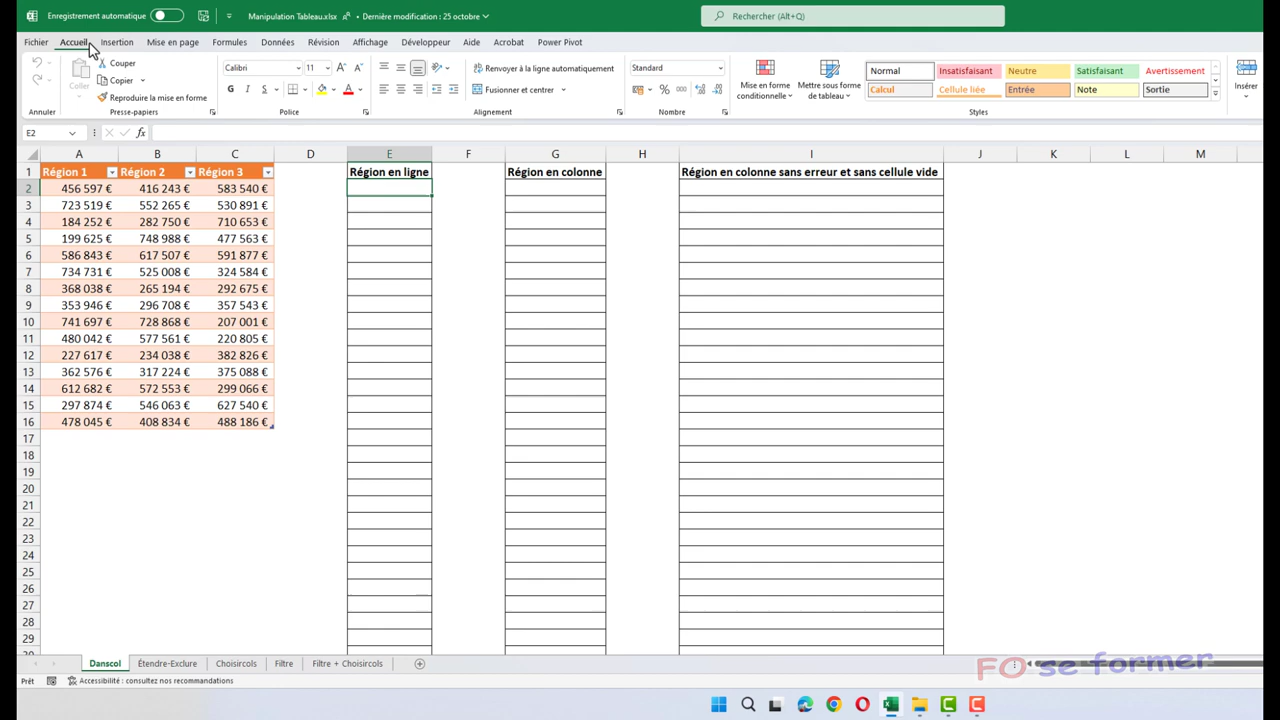 Enregistrement automatique
Manipulation Tableau.xlsx • Dernière modification : 25 octobre
Rechercher (Alt+Q)
Fichier Accueil Insertion Mise en page Formules Données Révision Affichage Développeur Aide Acrobat Power Pivot
Coller
Couper
Copier
Reproduire la mise en forme
Calibri 11
G I S
Renvoyer à la ligne automatiquement
Fusionner et centrer
Standard
% 000
Mise en forme conditionnelle
Mettre sous forme de tableau
Normal Insatisfaisant Neutre Satisfaisant Avertissement
Calcul Cellule liée Entrée Note Sortie
Insérer
Annuler Presse-papiers Police Alignement Nombre Styles
E2 fx
A B C D E F G H I J K L M
1 Région 1 Région 2 Région 3 Région en ligne Région en colonne Région en colonne sans erreur et sans cellule vide
2 456 597 € 416 243 € 583 540 €
3 723 519 € 552 265 € 530 891 €
4 184 252 € 282 750 € 710 653 €
5 199 625 € 748 988 € 477 563 €
6 586 843 € 617 507 € 591 877 €
7 734 731 € 525 008 € 324 584 €
8 368 038 € 265 194 € 292 675 €
9 353 946 € 296 708 € 357 543 €
10 741 697 € 728 868 € 207 001 €
11 480 042 € 577 561 € 220 805 €
12 227 617 € 234 038 € 382 826 €
13 362 576 € 317 224 € 375 088 €
14 612 682 € 572 553 € 299 066 €
15 297 874 € 546 063 € 627 540 €
16 478 045 € 408 834 € 488 186 €
17
18
19
20
21
22
23
24
25
26
27
28
29
Danscol Étendre-Exclure Choisircols Filtre Filtre + Choisircols
FO se former
Prêt Accessibilité : consultez nos recommandations